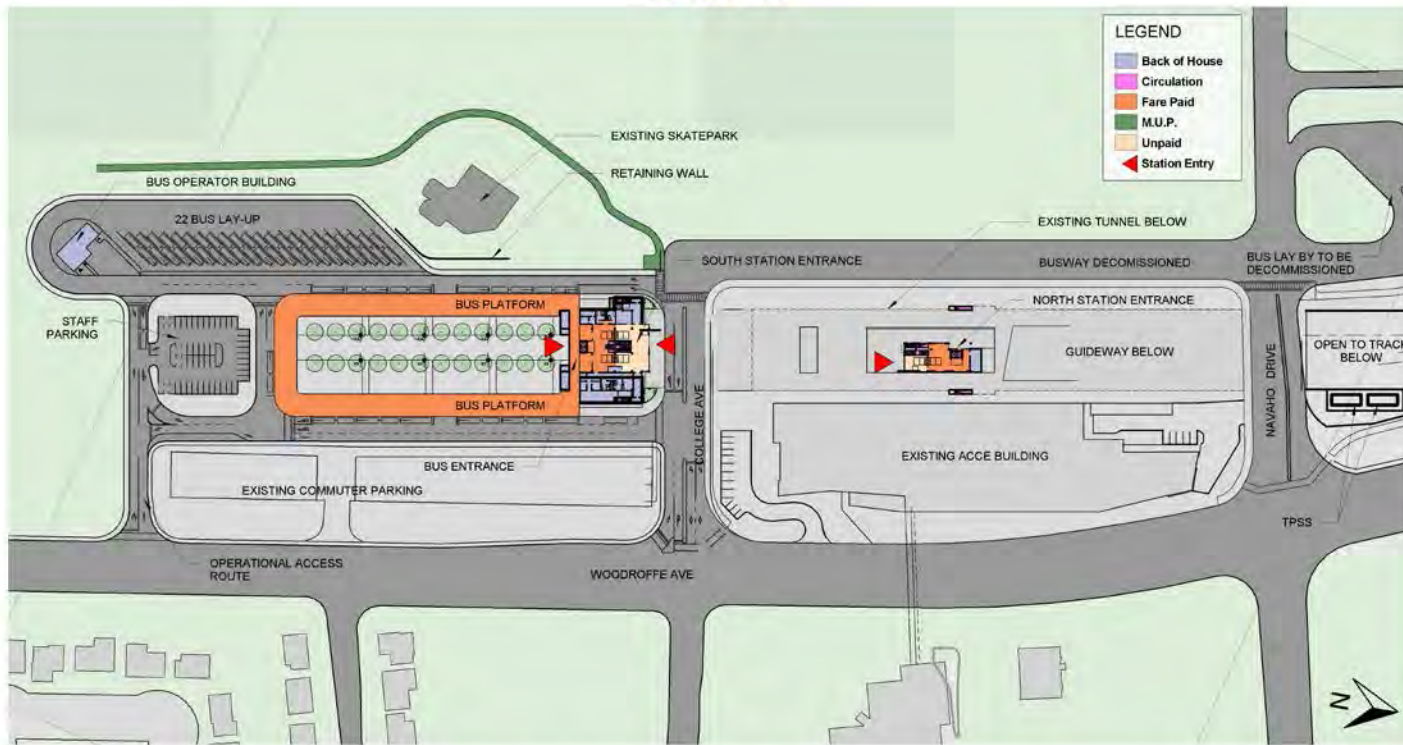 LEGEND
Back of House
Circulation
Fare Paid
M.U.P.
Unpaid
Station Entry
EXISTING SKATEPARK
RETAINING WALL
BUS OPERATOR BUILDING
22 BUS LAY-UP
EXISTING TUNNEL BELOW
SOUTH STATION ENTRANCE
BUSWAY DECOMISSIONED
BUS LAY BY TO BE
DECOMMISSIONED
BUS PLATFORM
NORTH STATION ENTRANCE
STAFF
PARKING
GUIDEWAY BELOW
OPEN TO TRACK
BELOW
BUS PLATFORM
COLLEGE AVE
NAVAHO DRIVE
BUS ENTRANCE
EXISTING ACCE BUILDING
EXISTING COMMUTER PARKING
TPSS
OPERATIONAL ACCESS
ROUTE
WOODROFFE AVE
N